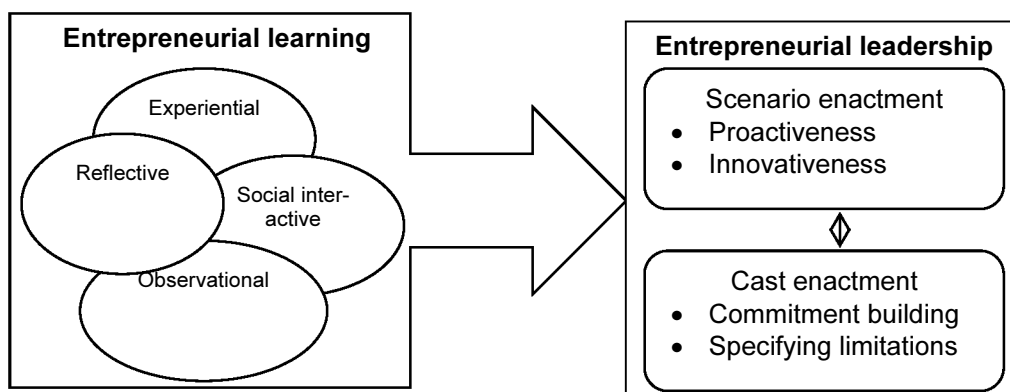 Entrepreneurial learning
Experiential
Reflective
Social inter-
active
Observational
Entrepreneurial leadership
Scenario enactment
• Proactiveness
• Innovativeness
Cast enactment
• Commitment building
• Specifying limitations